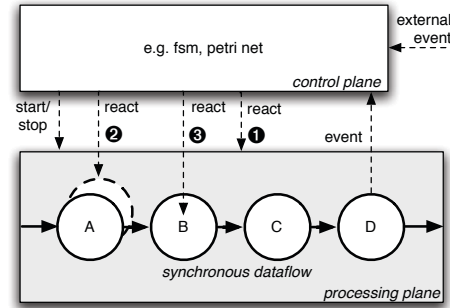 external
event
e.g. fsm, petri net
control plane
start/
stop
react
❷
react
❸
react
❶
event
A
B
C
D
synchronous dataflow
processing plane